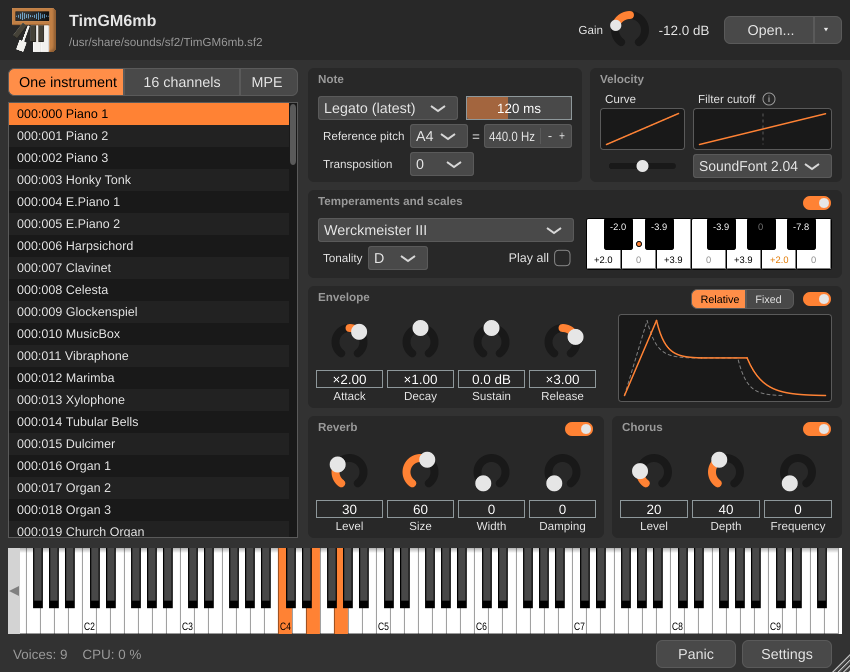 TimGM6mb
/usr/share/sounds/sf2/TimGM6mb.sf2
Gain -12.0 dB Open...
One instrument 16 channels MPE
000:000 Piano 1
000:001 Piano 2
000:002 Piano 3
000:003 Honky Tonk
000:004 E.Piano 1
000:005 E.Piano 2
000:006 Harpsichord
000:007 Clavinet
000:008 Celesta
000:009 Glockenspiel
000:010 MusicBox
000:011 Vibraphone
000:012 Marimba
000:013 Xylophone
000:014 Tubular Bells
000:015 Dulcimer
000:016 Organ 1
000:017 Organ 2
000:018 Organ 3
000:019 Church Organ
Note
Legato (latest) 120 ms
Reference pitch A4 = 440.0 Hz - +
Transposition 0
Velocity
Curve Filter cutoff i
SoundFont 2.04
Temperaments and scales
Werckmeister III
Tonality D Play all
-2.0 -3.9 -3.9 0 -7.8
+2.0 0 +3.9 0 +3.9 +2.0 0
Envelope Relative Fixed
×2.00 ×1.00 0.0 dB ×3.00
Attack Decay Sustain Release
Reverb
30 60 0 0
Level Size Width Damping
Chorus
20 40 0
Level Depth Frequency
C2 C3 C4 C5 C6 C7 C8 C9
Voices: 9 CPU: 0 % Panic Settings